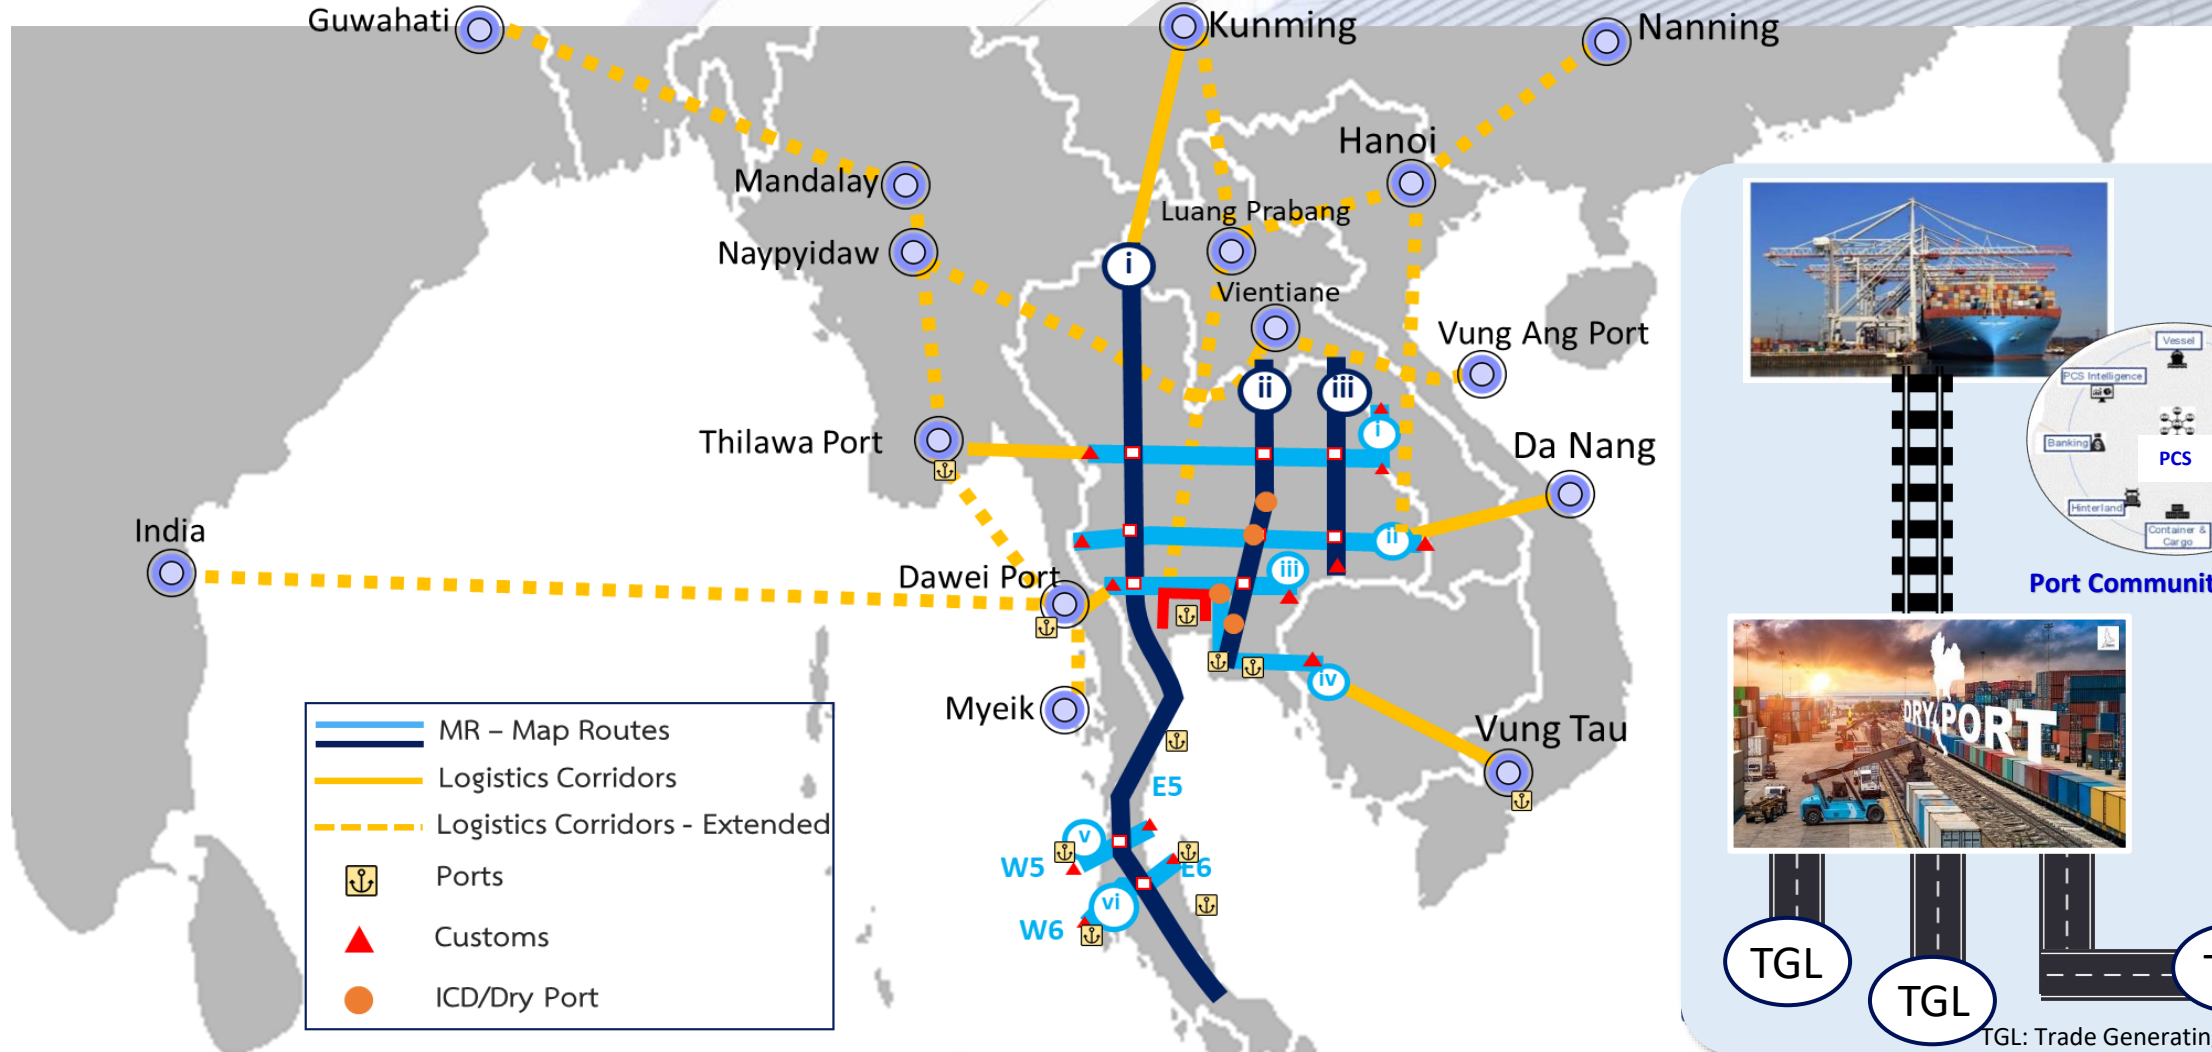 Guwahati
Kunming
Nanning
Hanoi
Mandalay
Luang Prabang
Naypyidaw
i
Vientiane
Vung Ang Port
ii
iii
i
Thilawa Port
Da Nang
India
ii
Dawei Port
iii
Myeik
iv
Vung Tau
E5
v
W5
E6
vi
W6
MR – Map Routes
Logistics Corridors
Logistics Corridors - Extended
Ports
Customs
ICD/Dry Port
Vessel
PCS Intelligence
Banking
PCS
Hinterland
Container &
Cargo
Port Communit
DRY PORT
TGL
TGL
T
TGL: Trade Generatin